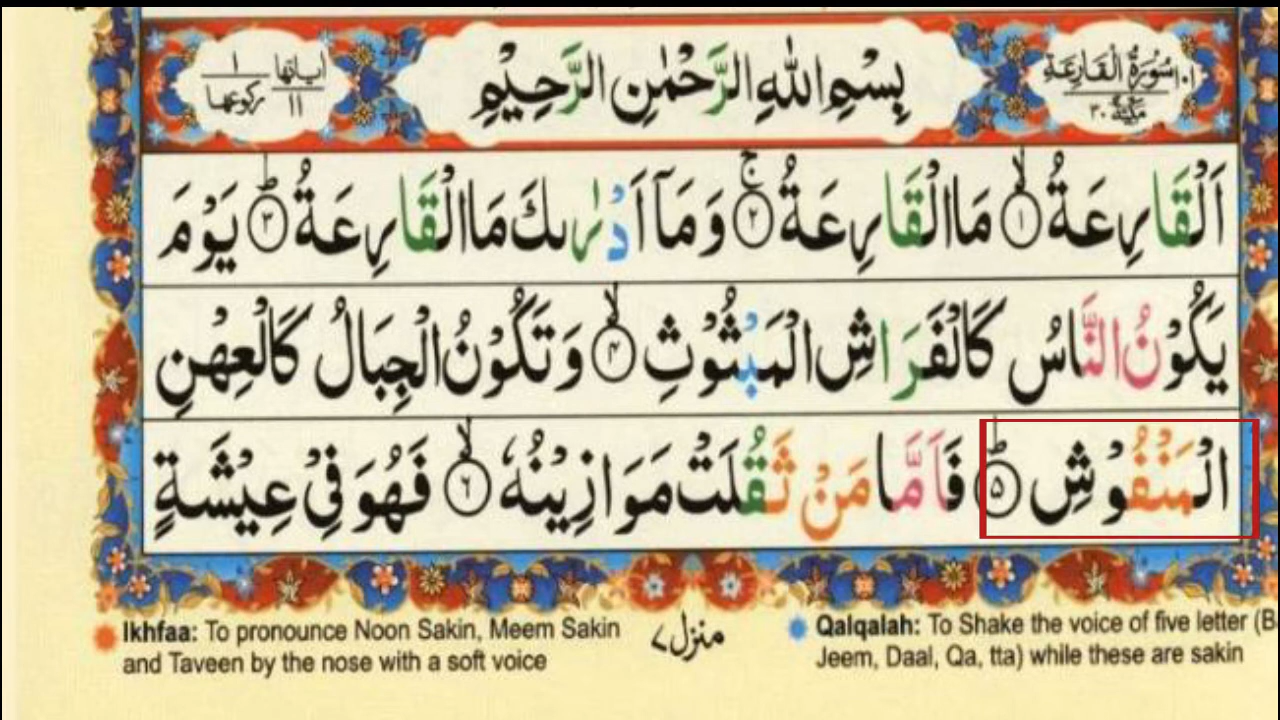 سُوْرَةُ الْقَارِعَةِ ١٠١
مَكِّيَّةٌ ٣٠
بِسْمِ اللهِ الرَّحْمٰنِ الرَّحِيْمِ
اٰيَاتُهَا ١١
رُكُوْعُهَا ١
اَلْقَارِعَةُ ۙ﴿١﴾ مَا الْقَارِعَةُ ۚ﴿٢﴾ وَمَاۤ اَدْرٰىكَ مَا الْقَارِعَةُ ؕ﴿٣﴾ يَوْمَ
يَكُوْنُ النَّاسُ كَالْفَرَاشِ الْمَبْثُوْثِ ۙ﴿٤﴾ وَتَكُوْنُ الْجِبَالُ كَالْعِهْنِ
الْمَنْفُوْشِ ؕ﴿٥﴾ فَاَمَّا مَنْ ثَقُلَتْ مَوَازِيْنُهٗ ۙ﴿٦﴾ فَهُوَ فِيْ عِيْشَةٍ
Ikhfaa: To pronounce Noon Sakin, Meem Sakin
and Taveen by the nose with a soft voice
منزل ٧
Qalqalah: To Shake the voice of five letter (B
Jeem, Daal, Qa, tta) while these are sakin